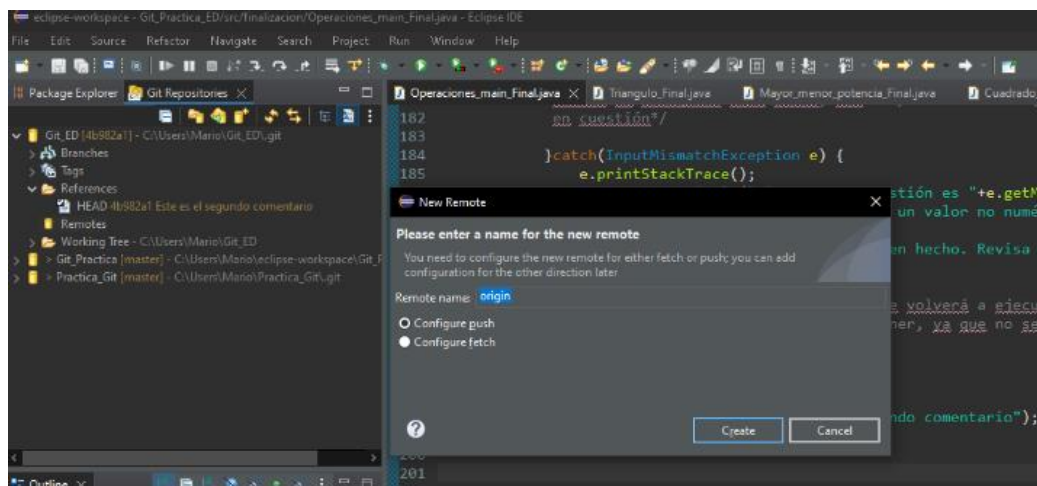 eclipse-workspace - Git_Practica_ED/src/finalizacion/Operaciones_main_Final.java - Eclipse IDE
File Edit Source Refactor Navigate Search Project Run Window Help
Package Explorer Git Repositories
Operaciones_main_Final.java Triangulo_Final.java Mayor_menor_potencia_Final.java Cuadrado
Git_ED [4b982a1] - C:\Users\Mario\Git_ED\.git
Branches
Tags
References
HEAD 4b982a1 Este es el segundo comentario
Remotes
Working Tree - C:\Users\Mario\Git_ED
> Git_Practica [master] - C:\Users\Mario\eclipse-workspace\Git_P
> Practica_Git [master] - C:\Users\Mario\Practica_Git\.git
Outline
182 en cuestión*/
183
184 }catch(InputMismatchException e) {
185 e.printStackTrace();
stión es "+e.getM
un valor no numé
en hecho. Revisa
e volverá a ejecu
ner, ya que no se
ndo comentario");
201
New Remote
Please enter a name for the new remote
You need to configure the new remote for either fetch or push; you can add
configuration for the other direction later
Remote name: origin
Configure push
Configure fetch
Create Cancel